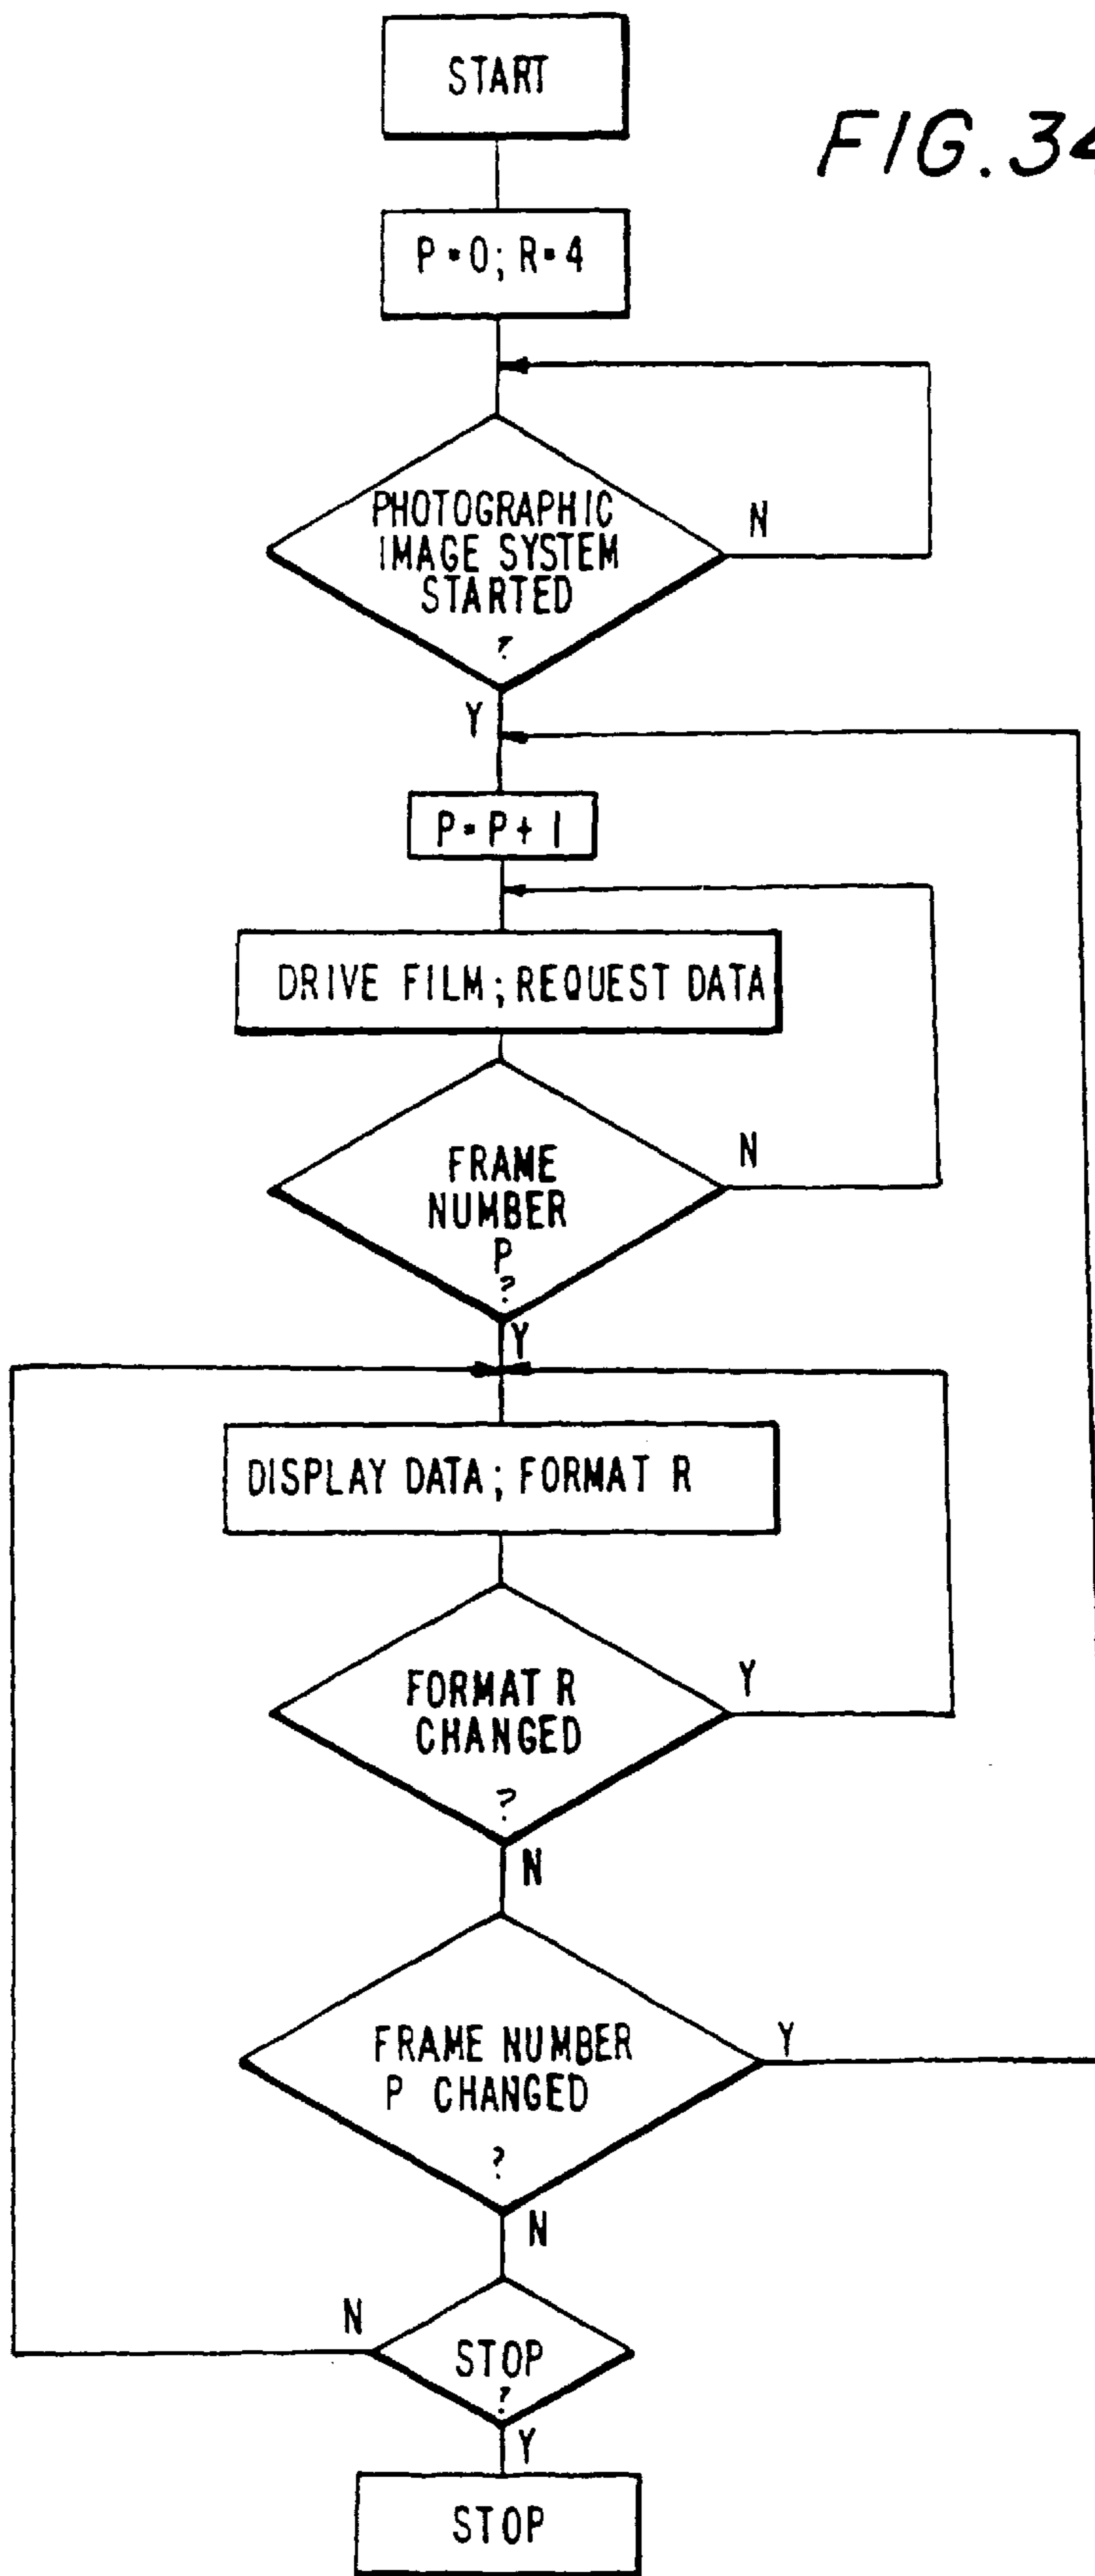 START
FIG. 34
P=0; R=4
PHOTOGRAPHIC
IMAGE SYSTEM
STARTED
?
N
Y
P=P+1
DRIVE FILM; REQUEST DATA
FRAME
NUMBER
P
?
N
Y
DISPLAY DATA; FORMAT R
FORMAT R
CHANGED
?
Y
N
FRAME NUMBER
P CHANGED
?
Y
N
STOP
?
N
Y
STOP